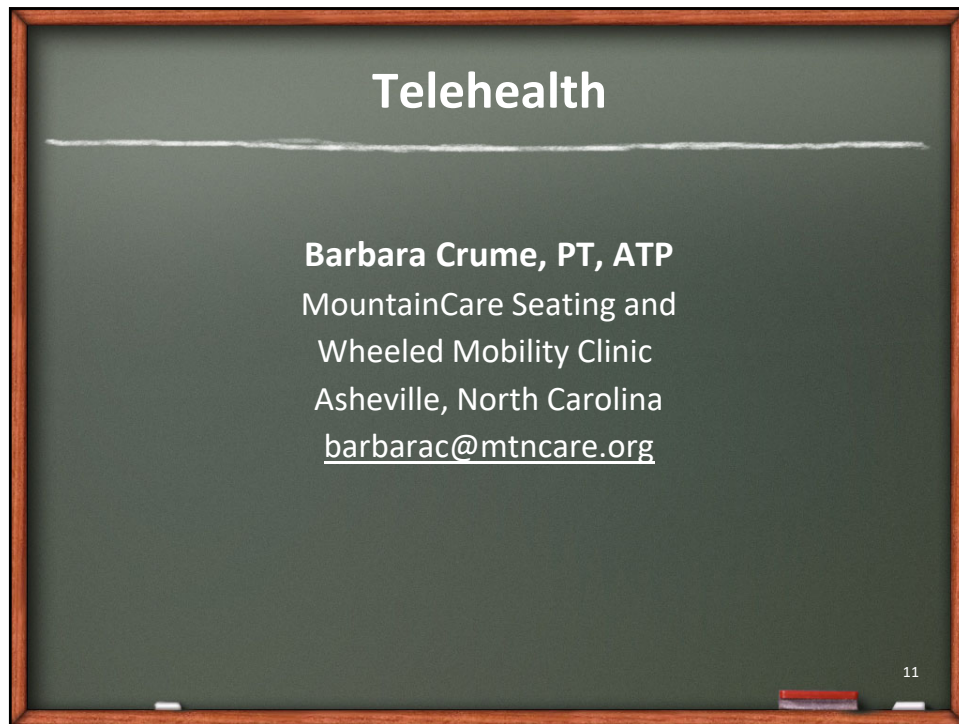 Telehealth
Barbara Crume, PT, ATP
MountainCare Seating and
Wheeled Mobility Clinic
Asheville, North Carolina
barbarac@mtncare.org
11